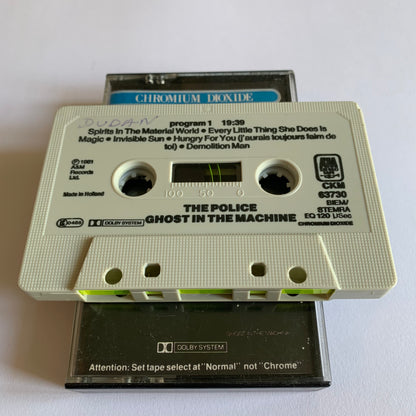 CHROMIUM DIOXIDE
DUDAN
program 1 19:39
Spirits In The Material World • Every Little Thing She Does Is
Magic • Invisible Sun • Hungry For You (j'aurais toujours faim de
toi) • Demolition Man
℗ 1981
A&M
Records
Ltd.
Made in Holland
CKM
63730
BIEM/
STEMRA
EQ 120 µSec
CHROMIUM DIOXIDE
100 50 0
DOLBY SYSTEM
THE POLICE
GHOST IN THE MACHINE
DOLBY SYSTEM
Attention: Set tape select at "Normal" not "Chrome"